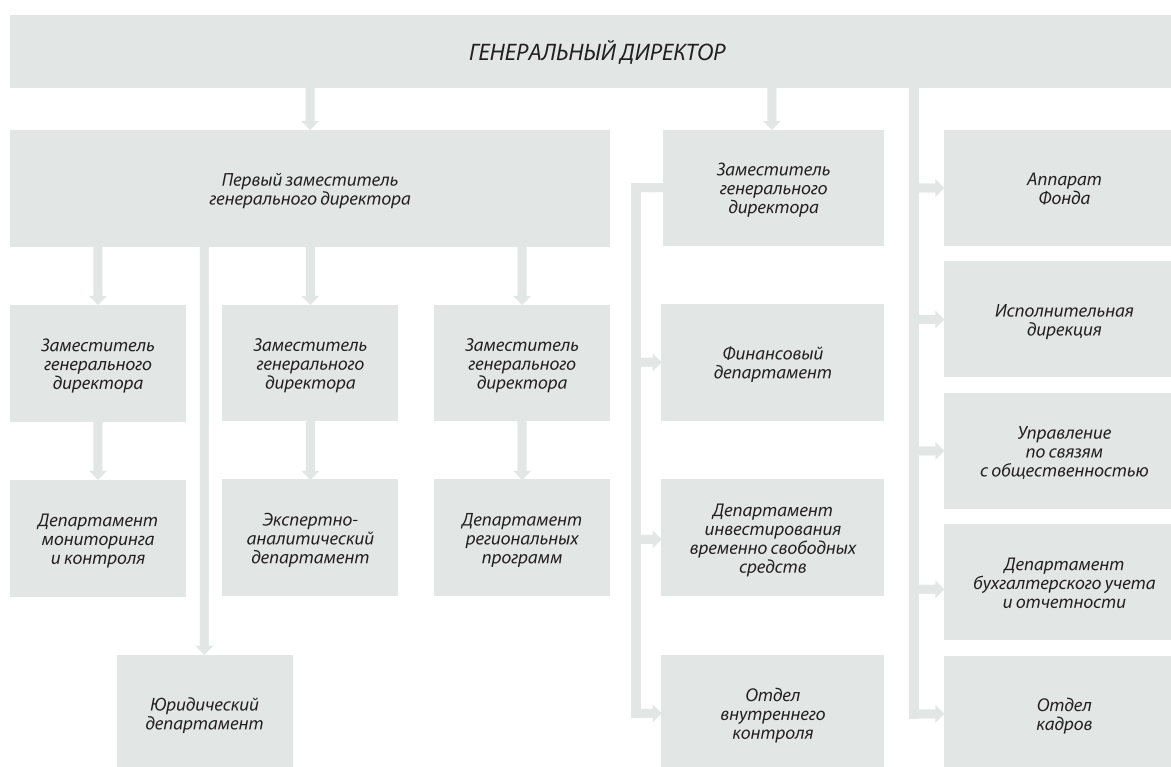 ГЕНЕРАЛЬНЫЙ ДИРЕКТОР
Первый заместитель
генерального директора
Заместитель
генерального
директора
Аппарат
Фонда
Исполнительная
дирекция
Заместитель
генерального
директора
Заместитель
генерального
директора
Заместитель
генерального
директора
Финансовый
департамент
Управление
по связям
с общественностью
Департамент
мониторинга
и контроля
Экспертно-
аналитический
департамент
Департамент
региональных
программ
Департамент
инвестирования
временно свободных
средств
Департамент
бухгалтерского учета
и отчетности
Юридический
департамент
Отдел
внутреннего
контроля
Отдел
кадров